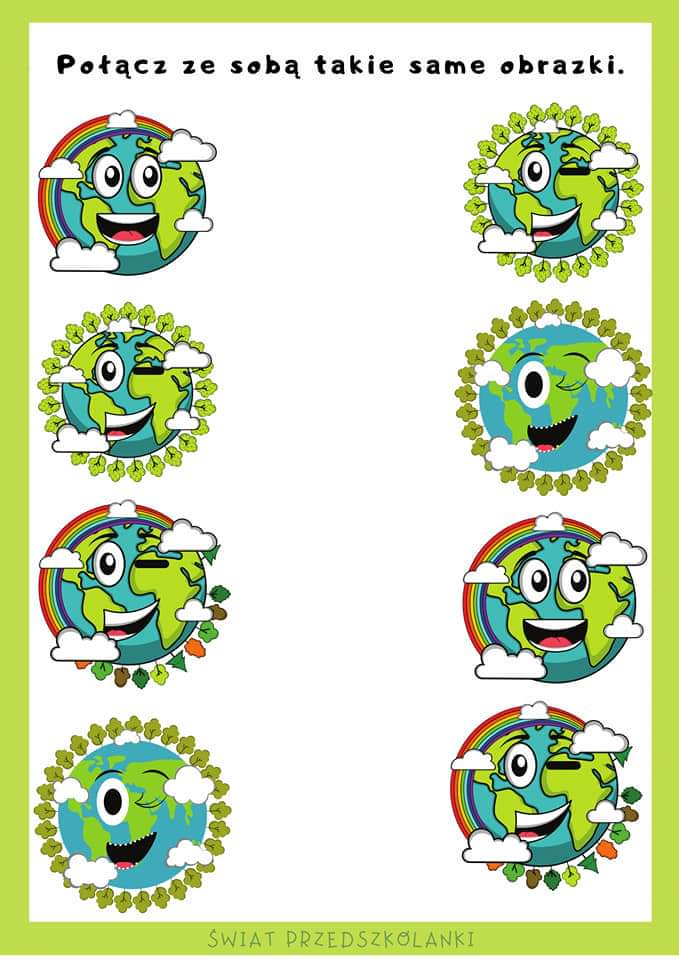 Połącz ze sobą takie same obrazki.
ŚWIAT PRZEDSZKOLANKI